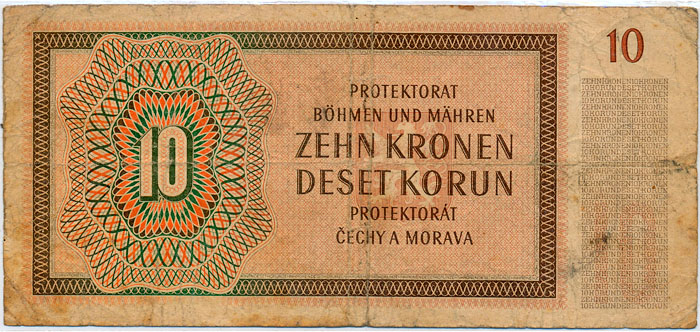 10
10
PROTEKTORAT
BÖHMEN UND MÄHREN
ZEHN KRONEN
DESET KORUN
PROTEKTORÁT
ČECHY A MORAVA